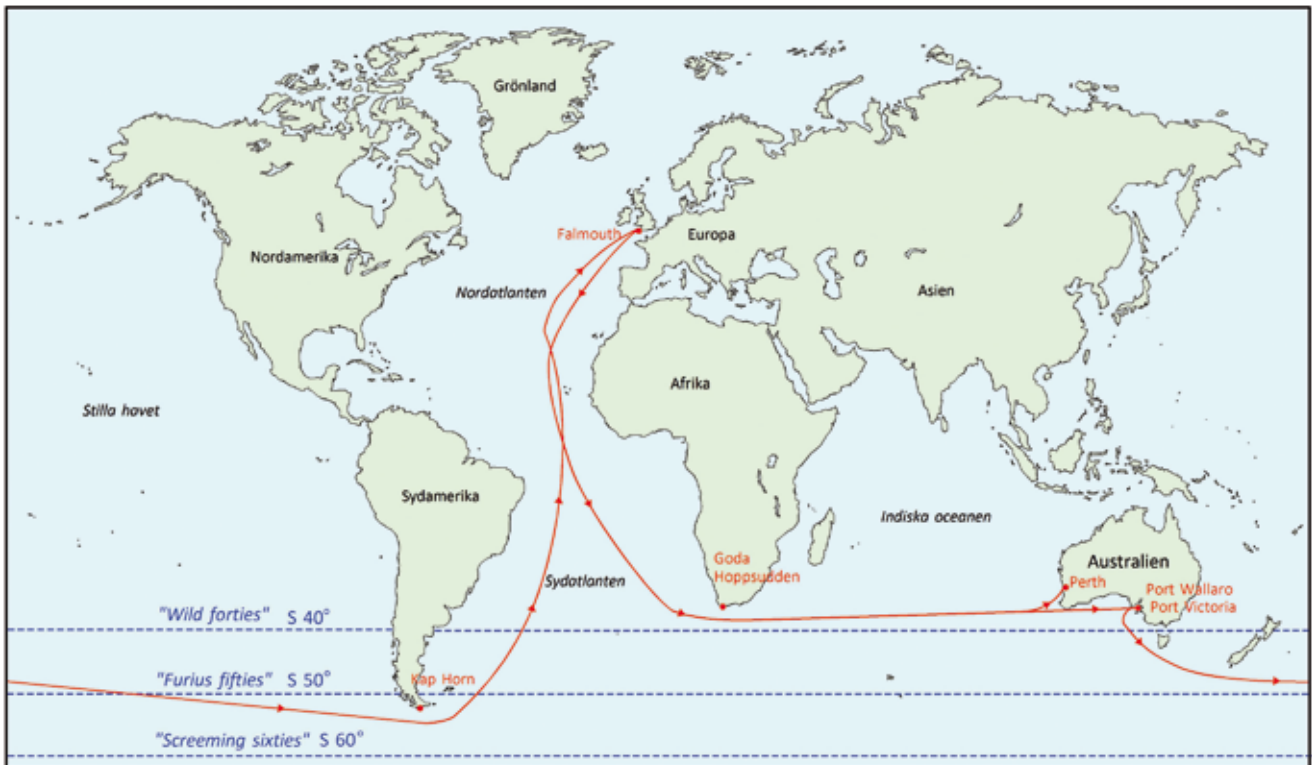 Grönland
Falmouth
Europa
Nordamerika
Nordatlanten
Asien
Afrika
Stilla havet
Sydamerika
Indiska oceanen
Goda
Hoppsudden
Australien
Sydatlanten
Perth
Port Wallaro
Port Victoria
"Wild forties" S 40°
"Furius fifties" S 50°
Kap Horn
"Screeming sixties" S 60°